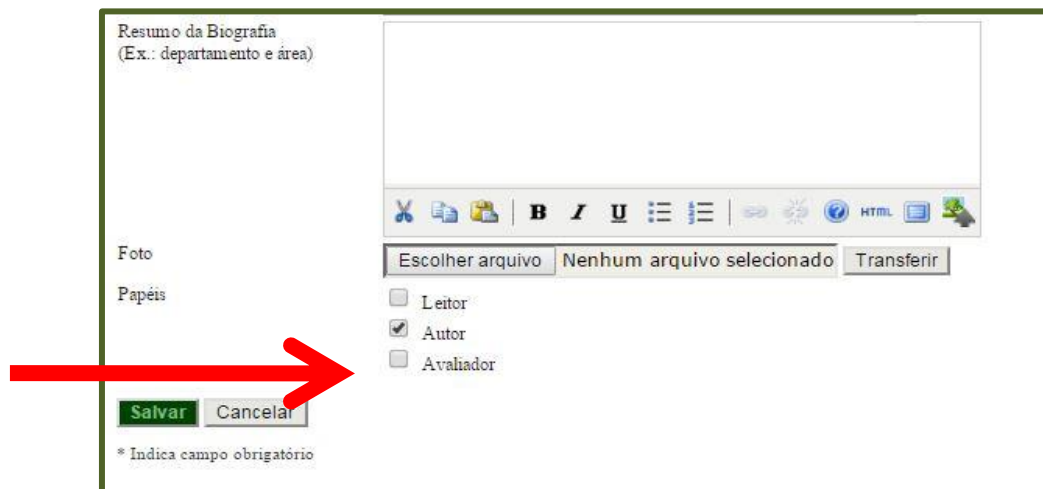 Resumo da Biografia
(Ex.: departamento e área)
B I U HTML
Foto
Escolher arquivo Nenhum arquivo selecionado Transferir
Papéis
Leitor
Autor
Avaliador
Salvar Cancelar
* Indica campo obrigatório